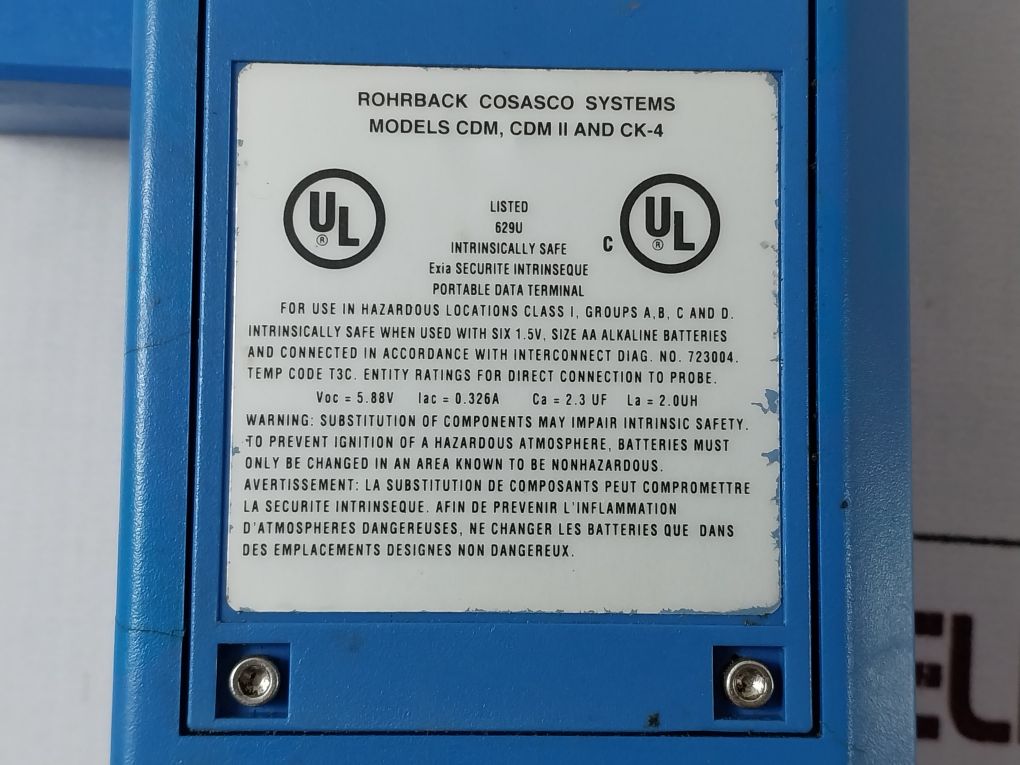 ROHRBACK COSASCO SYSTEMS
MODELS CDM, CDM II AND CK-4
UL ®
LISTED
629U
INTRINSICALLY SAFE
Exia SECURITE INTRINSEQUE
PORTABLE DATA TERMINAL
C UL ®
FOR USE IN HAZARDOUS LOCATIONS CLASS I, GROUPS A,B, C AND D.
INTRINSICALLY SAFE WHEN USED WITH SIX 1.5V, SIZE AA ALKALINE BATTERIES
AND CONNECTED IN ACCORDANCE WITH INTERCONNECT DIAG. NO. 723004.
TEMP CODE T3C. ENTITY RATINGS FOR DIRECT CONNECTION TO PROBE.
Voc = 5.88V Iac = 0.326A Ca = 2.3 UF La = 2.0UH
WARNING: SUBSTITUTION OF COMPONENTS MAY IMPAIR INTRINSIC SAFETY.
TO PREVENT IGNITION OF A HAZARDOUS ATMOSPHERE, BATTERIES MUST
ONLY BE CHANGED IN AN AREA KNOWN TO BE NONHAZARDOUS.
AVERTISSEMENT: LA SUBSTITUTION DE COMPOSANTS PEUT COMPROMETTRE
LA SECURITE INTRINSEQUE. AFIN DE PREVENIR L'INFLAMMATION
D'ATMOSPHERES DANGEREUSES, NE CHANGER LES BATTERIES QUE DANS
DES EMPLACEMENTS DESIGNES NON DANGEREUX.